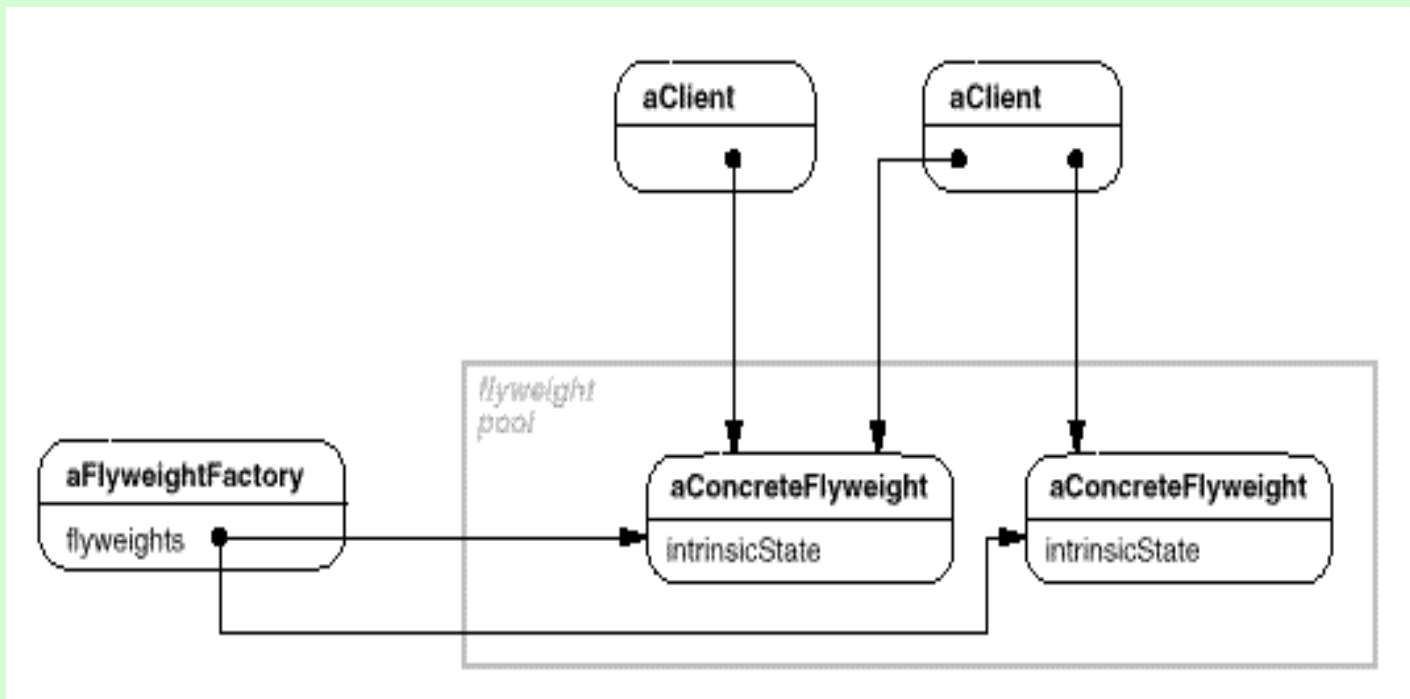 aClient
aClient
flyweight
pool
aFlyweightFactory
flyweights
aConcreteFlyweight
intrinsicState
aConcreteFlyweight
intrinsicState